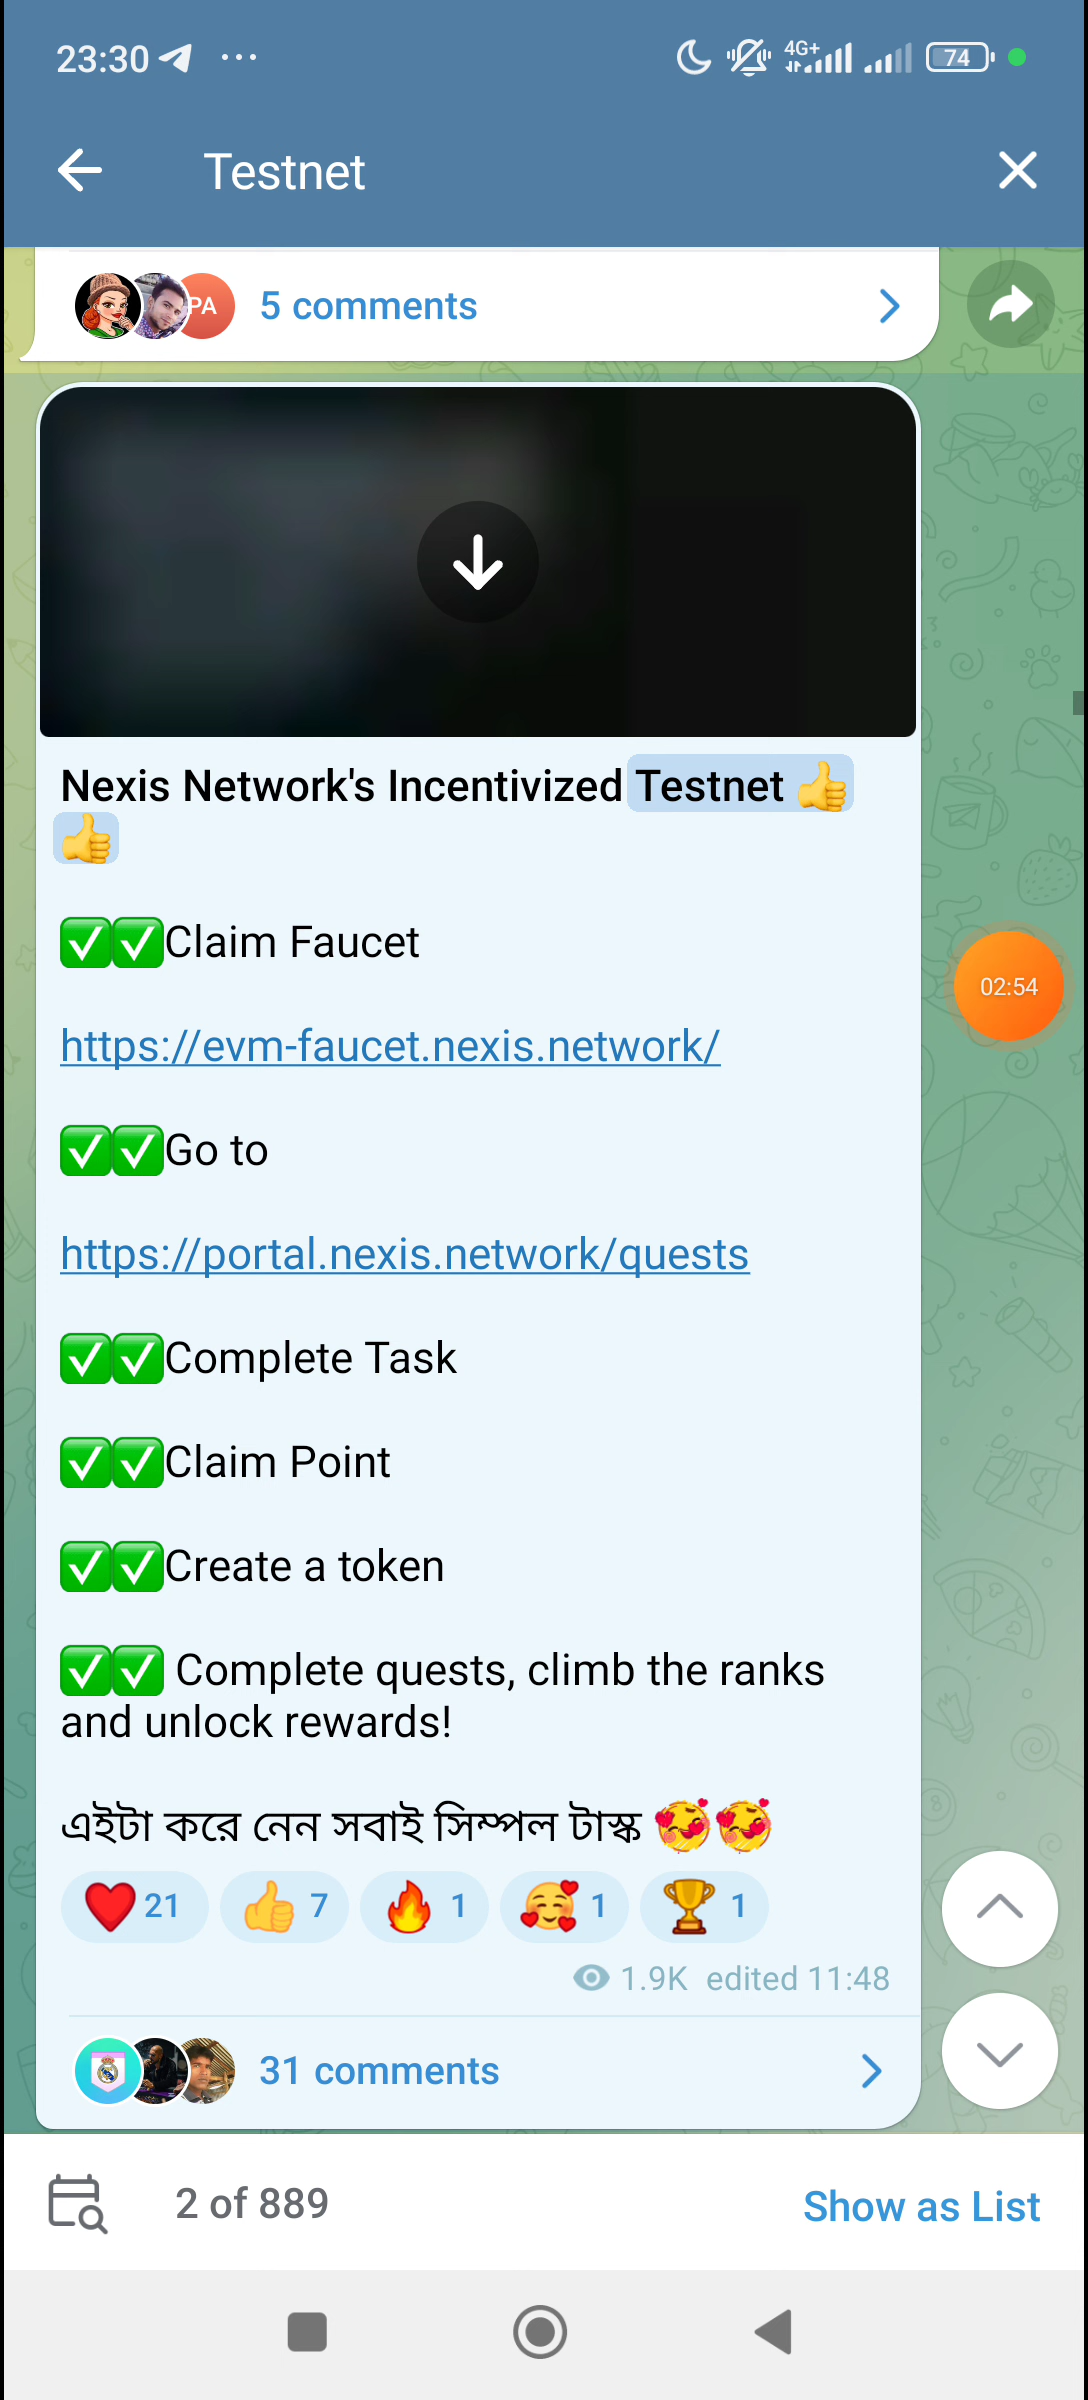 23:30
4G+
74
Testnet
PA
5 comments
Nexis Network's Incentivized Testnet 👍
👍
✅✅Claim Faucet
https://evm-faucet.nexis.network/
02:54
✅✅Go to
https://portal.nexis.network/quests
✅✅Complete Task
✅✅Claim Point
✅✅Create a token
✅✅ Complete quests, climb the ranks
and unlock rewards!
এইটা করে নেন সবাই সিম্পল টাস্ক 🥰🥰
❤️ 21 👍 7 🔥 1 🥰 1 🏆 1
1.9K edited 11:48
31 comments
2 of 889
Show as List